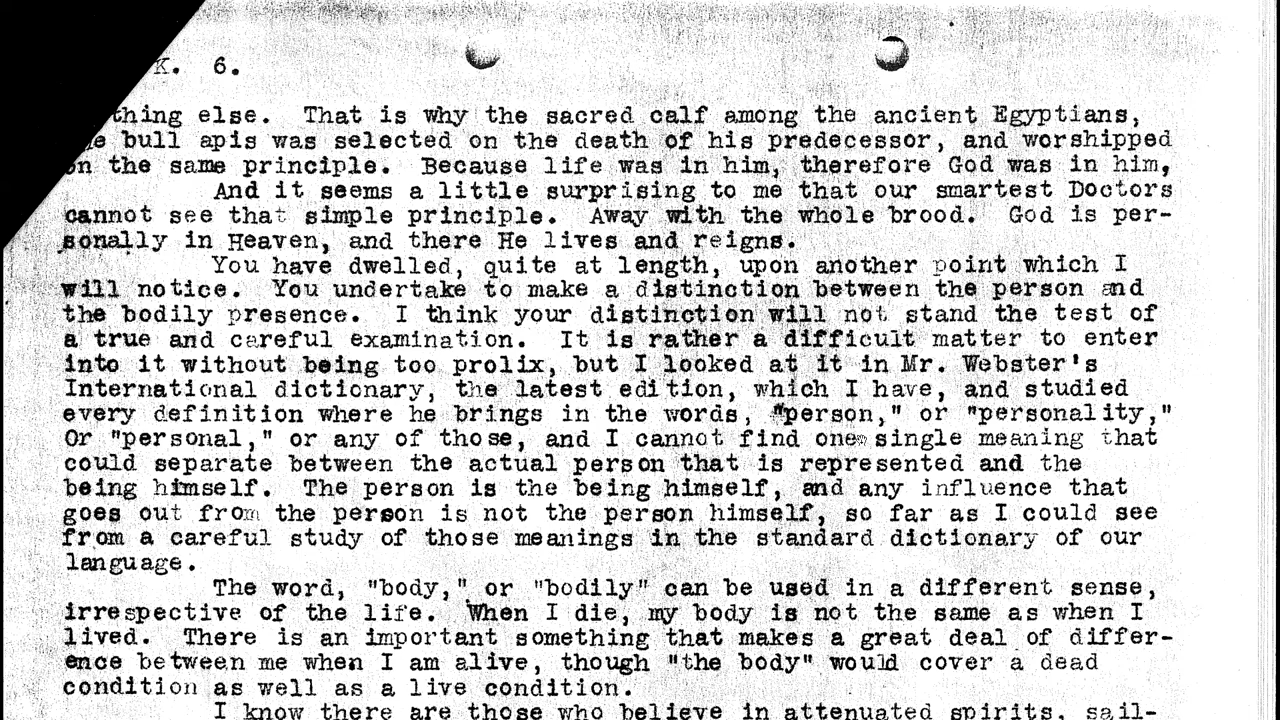 K. 6.
thing else. That is why the sacred calf among the ancient Egyptians,
bull apis was selected on the death of his predecessor, and worshipped
on the same principle. Because life was in him, therefore God was in him,
And it seems a little surprising to me that our smartest Doctors
cannot see that simple principle. Away with the whole brood. God is per-
sonally in Heaven, and there He lives and reigns.
You have dwelled, quite at length, upon another point which I
will notice. You undertake to make a distinction between the person and
the bodily presence. I think your distinction will not stand the test of
a true and careful examination. It is rather a difficult matter to enter
into it without being too prolix, but I looked at it in Mr. Webster's
International dictionary, the latest edition, which I have, and studied
every definition where he brings in the words, "person," or "personality,"
Or "personal," or any of those, and I cannot find one single meaning that
could separate between the actual person that is represented and the
being himself. The person is the being himself, and any influence that
goes out from the person is not the person himself, so far as I could see
from a careful study of those meanings in the standard dictionary of our
language.
The word, "body," or "bodily" can be used in a different sense,
irrespective of the life. When I die, my body is not the same as when I
lived. There is an important something that makes a great deal of differ-
ence between me when I am alive, though "the body" would cover a dead
condition as well as a live condition.
I know there are those who believe in attenuated spirits, sail-